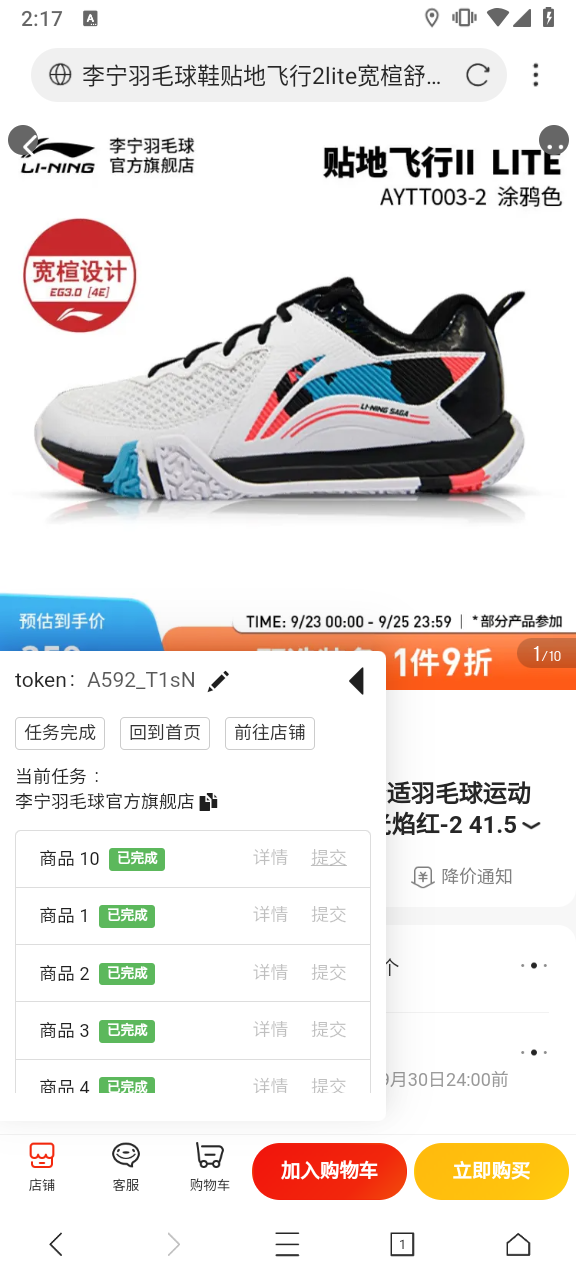 2:17
李宁羽毛球鞋贴地飞行2lite宽楦舒...
LI-NING
李宁羽毛球
官方旗舰店
贴地飞行II LITE
AYTT003-2 涂鸦色
宽楦设计
EG3.0 [4E]
LI-NING SAGA
预估到手价
TIME: 9/23 00:00 - 9/25 23:59 | *部分产品参加
1件9折
1/10
token: A592_T1sN
任务完成 回到首页 前往店铺
当前任务：
李宁羽毛球官方旗舰店
适羽毛球运动
焰红-2 41.5
降价通知
商品 10 已完成 详情 提交
商品 1 已完成 详情 提交
商品 2 已完成 详情 提交
个
商品 3 已完成 详情 提交
商品 4 已完成 详情 提交
9月30日24:00前
店铺 客服 购物车 加入购物车 立即购买
1